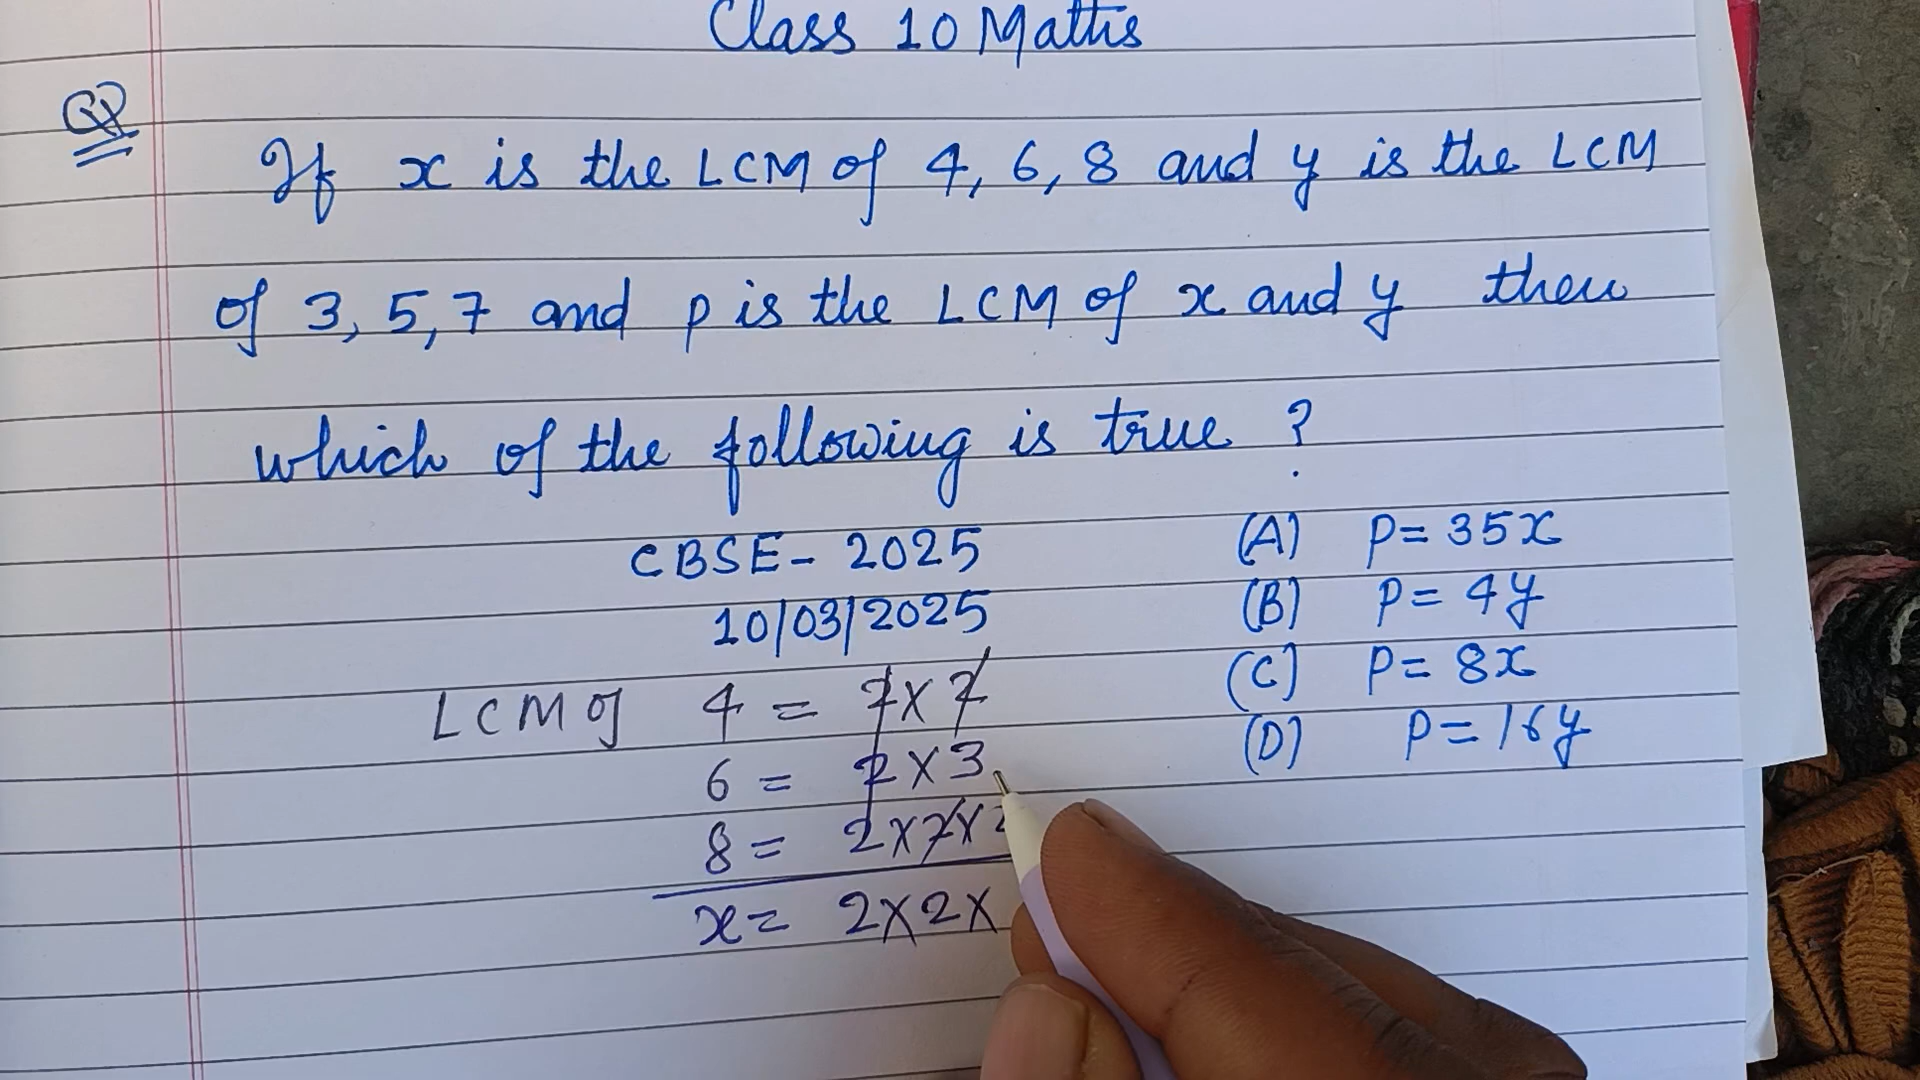 Class 10 Maths
Q
If x is the LCM of 4, 6, 8 and y is the LCM
of 3, 5, 7 and p is the LCM of x and y then
which of the following is true ?
CBSE - 2025
10/03/2025
(A) P = 35x
(B) P = 4y
(C) P = 8x
(D) P = 16y
LCM of 4 = 2 x 2
6 = 2 x 3
8 = 2 x 2 x 2
x = 2 x 2 x